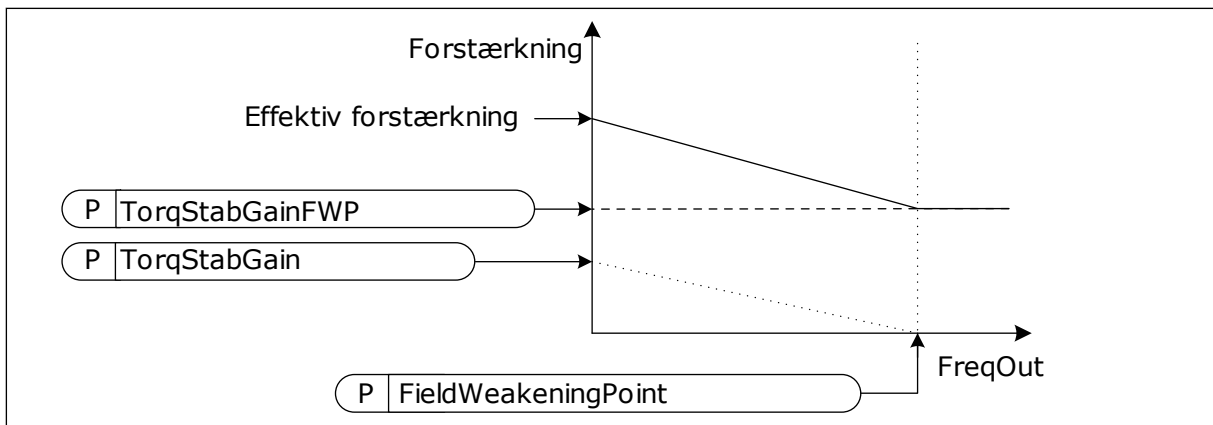 Forstærkning
Effektiv forstærkning
P TorqStabGainFWP
P TorqStabGain
FreqOut
P FieldWeakeningPoint